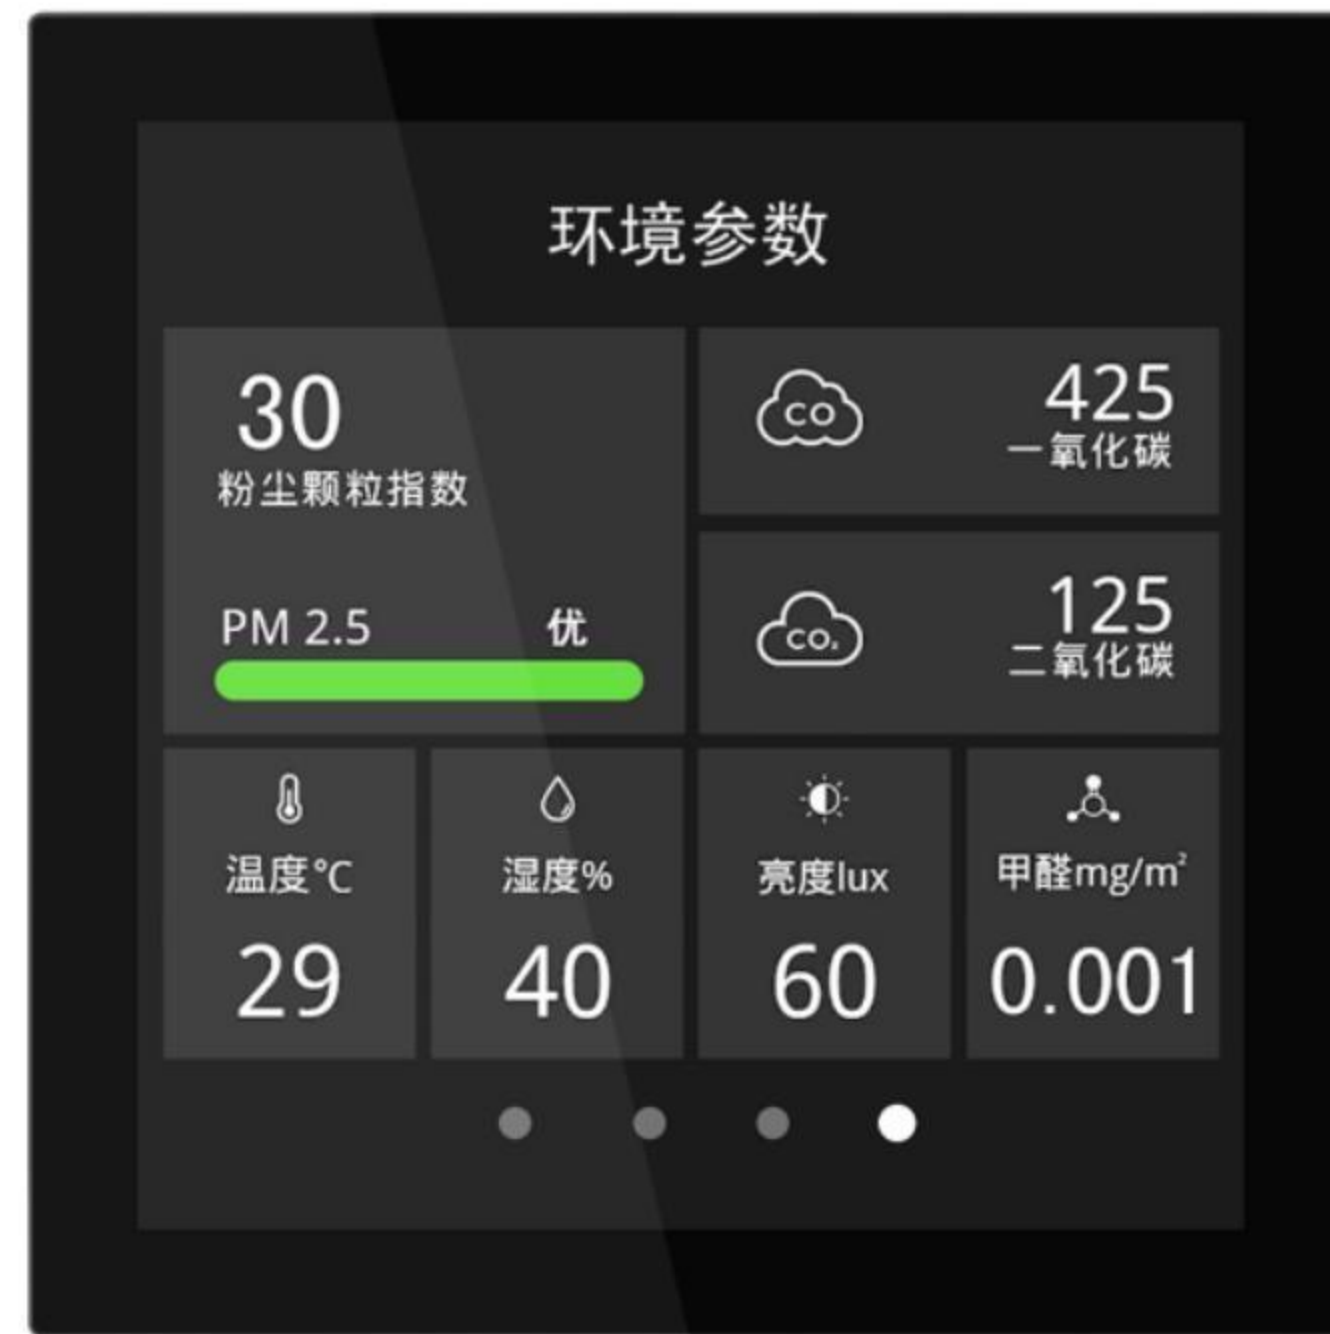 环境参数
30
粉尘颗粒指数
PM 2.5 优
CO 425
一氧化碳
CO₂ 125
二氧化碳
温度℃
29
湿度%
40
亮度lux
60
甲醛mg/m²
0.001